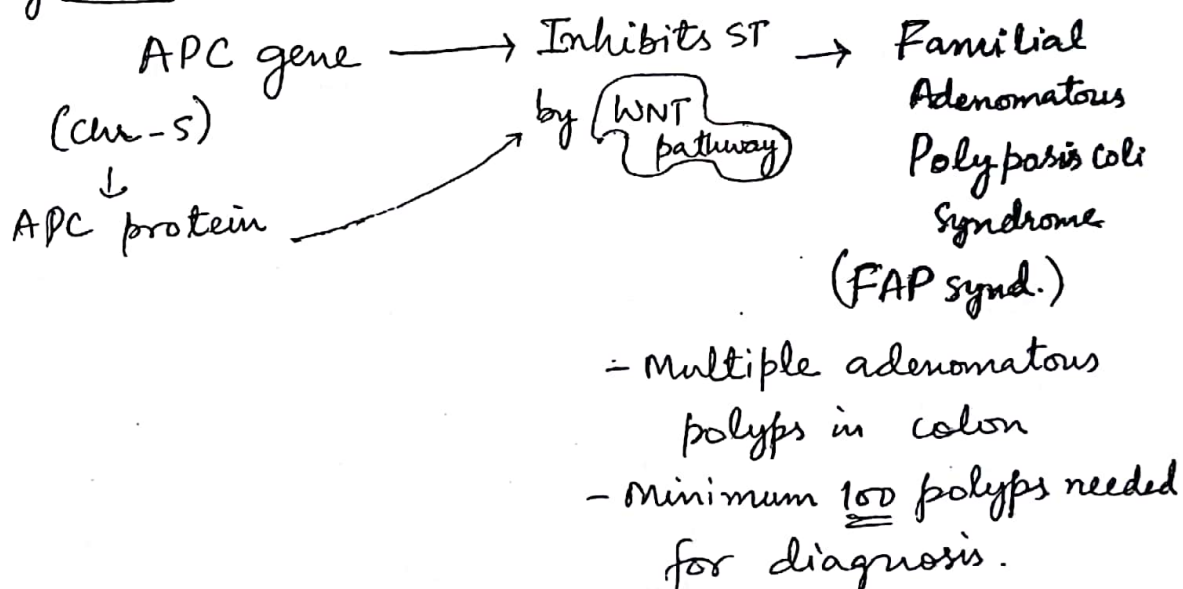 APC gene → Inhibits ST → Familial
(chr-5) by WNT Adenomatous
↓ pathway Polyposis coli
APC protein Syndrome
(FAP synd.)
- Multiple adenomatous
polyps in colon
- Minimum 100 polyps needed
for diagnosis.